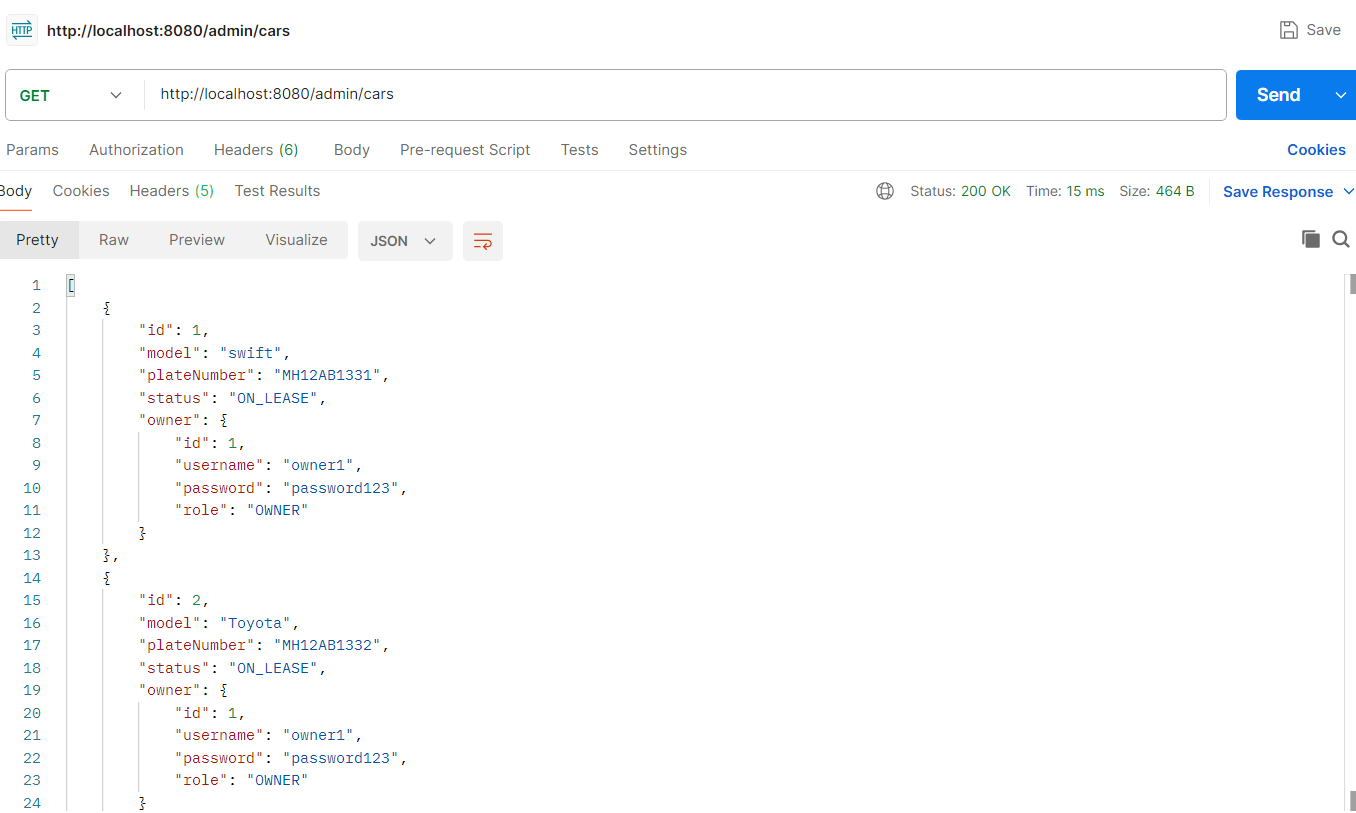 HTTP http://localhost:8080/admin/cars Save
GET http://localhost:8080/admin/cars Send
Params Authorization Headers (6) Body Pre-request Script Tests Settings Cookies
Body Cookies Headers (5) Test Results Status: 200 OK Time: 15 ms Size: 464 B Save Response
Pretty Raw Preview Visualize JSON
1 [
2 {
3 "id": 1,
4 "model": "swift",
5 "plateNumber": "MH12AB1331",
6 "status": "ON_LEASE",
7 "owner": {
8 "id": 1,
9 "username": "owner1",
10 "password": "password123",
11 "role": "OWNER"
12 }
13 },
14 {
15 "id": 2,
16 "model": "Toyota",
17 "plateNumber": "MH12AB1332",
18 "status": "ON_LEASE",
19 "owner": {
20 "id": 1,
21 "username": "owner1",
22 "password": "password123",
23 "role": "OWNER"
24 }